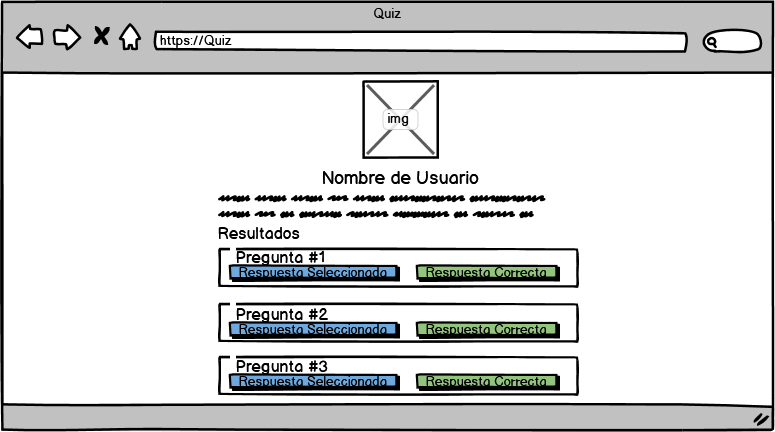 Quiz
https://Quiz
img
Nombre de Usuario
Resultados
Pregunta #1
Respuesta Seleccionada Respuesta Correcta
Pregunta #2
Respuesta Seleccionada Respuesta Correcta
Pregunta #3
Respuesta Seleccionada Respuesta Correcta